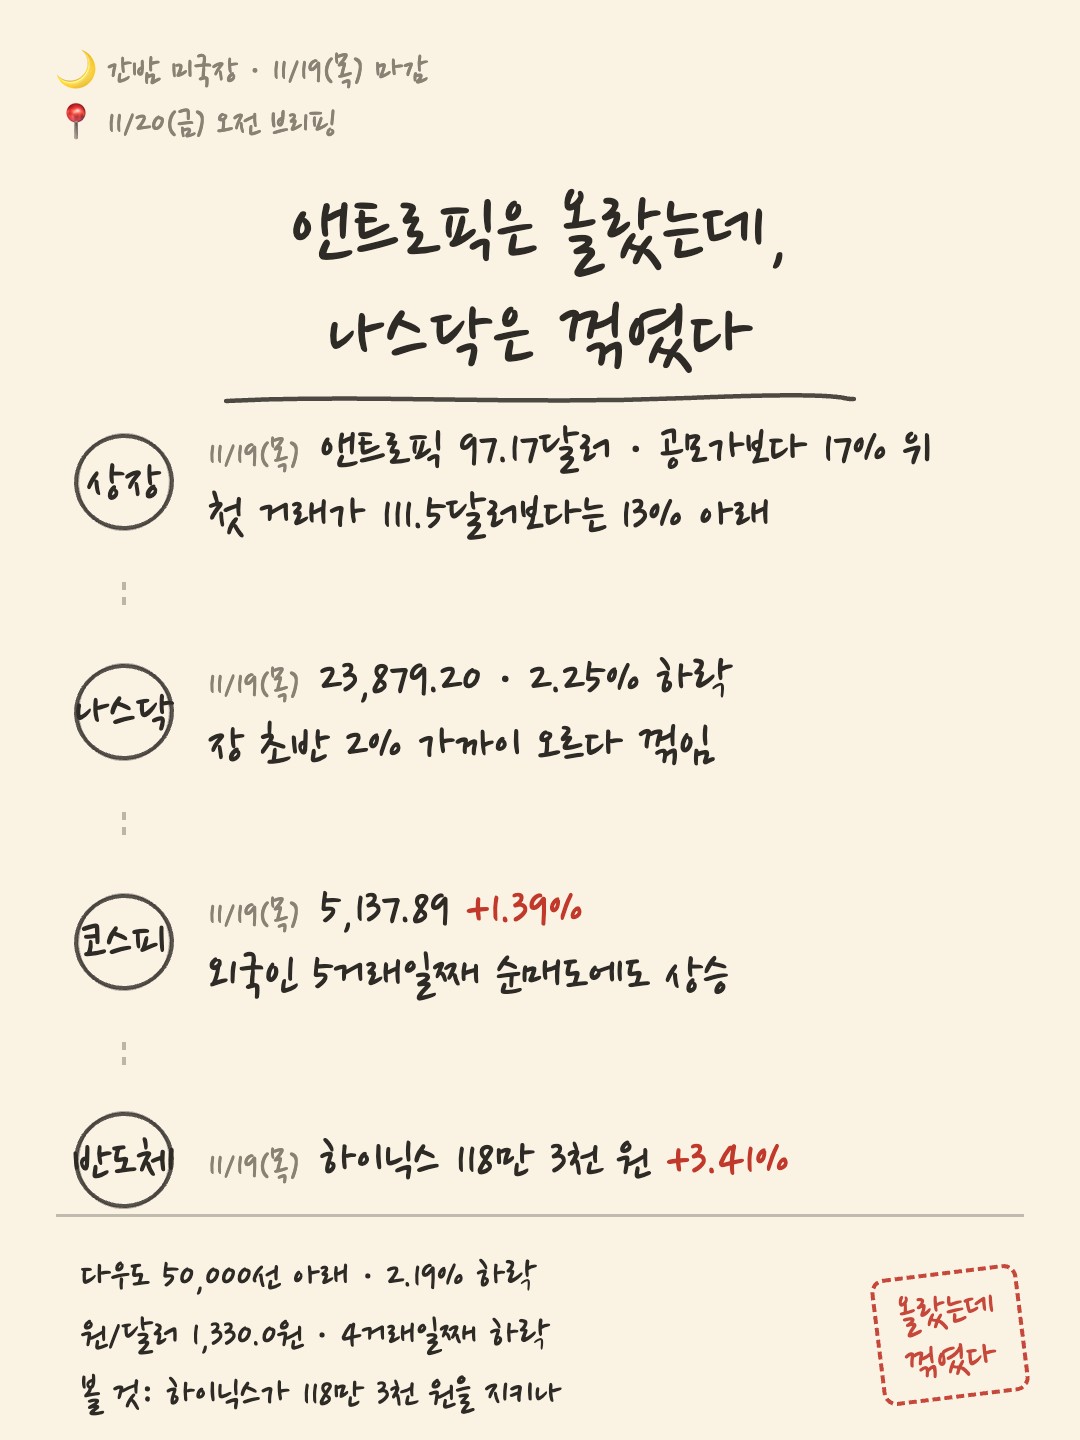 간밤 미국장 · 11/19(목) 마감
11/20(금) 오전 브리핑
앤트로픽은 올랐는데,
나스닥은 꺾였다
상장
11/19(목) 앤트로픽 97.17달러 · 공모가보다 17% 위
첫 거래가 111.5달러보다는 13% 아래
나스닥
11/19(목) 23,879.20 · 2.25% 하락
장 초반 2% 가까이 오르다 꺾임
코스피
11/19(목) 5,137.89 +1.39%
외국인 5거래일째 순매도에도 상승
반도체
11/19(목) 하이닉스 118만 3천 원 +3.41%
다우도 50,000선 아래 · 2.19% 하락
원/달러 1,330.0원 · 4거래일째 하락
볼 것: 하이닉스가 118만 3천 원을 지키나
올랐는데
꺾였다